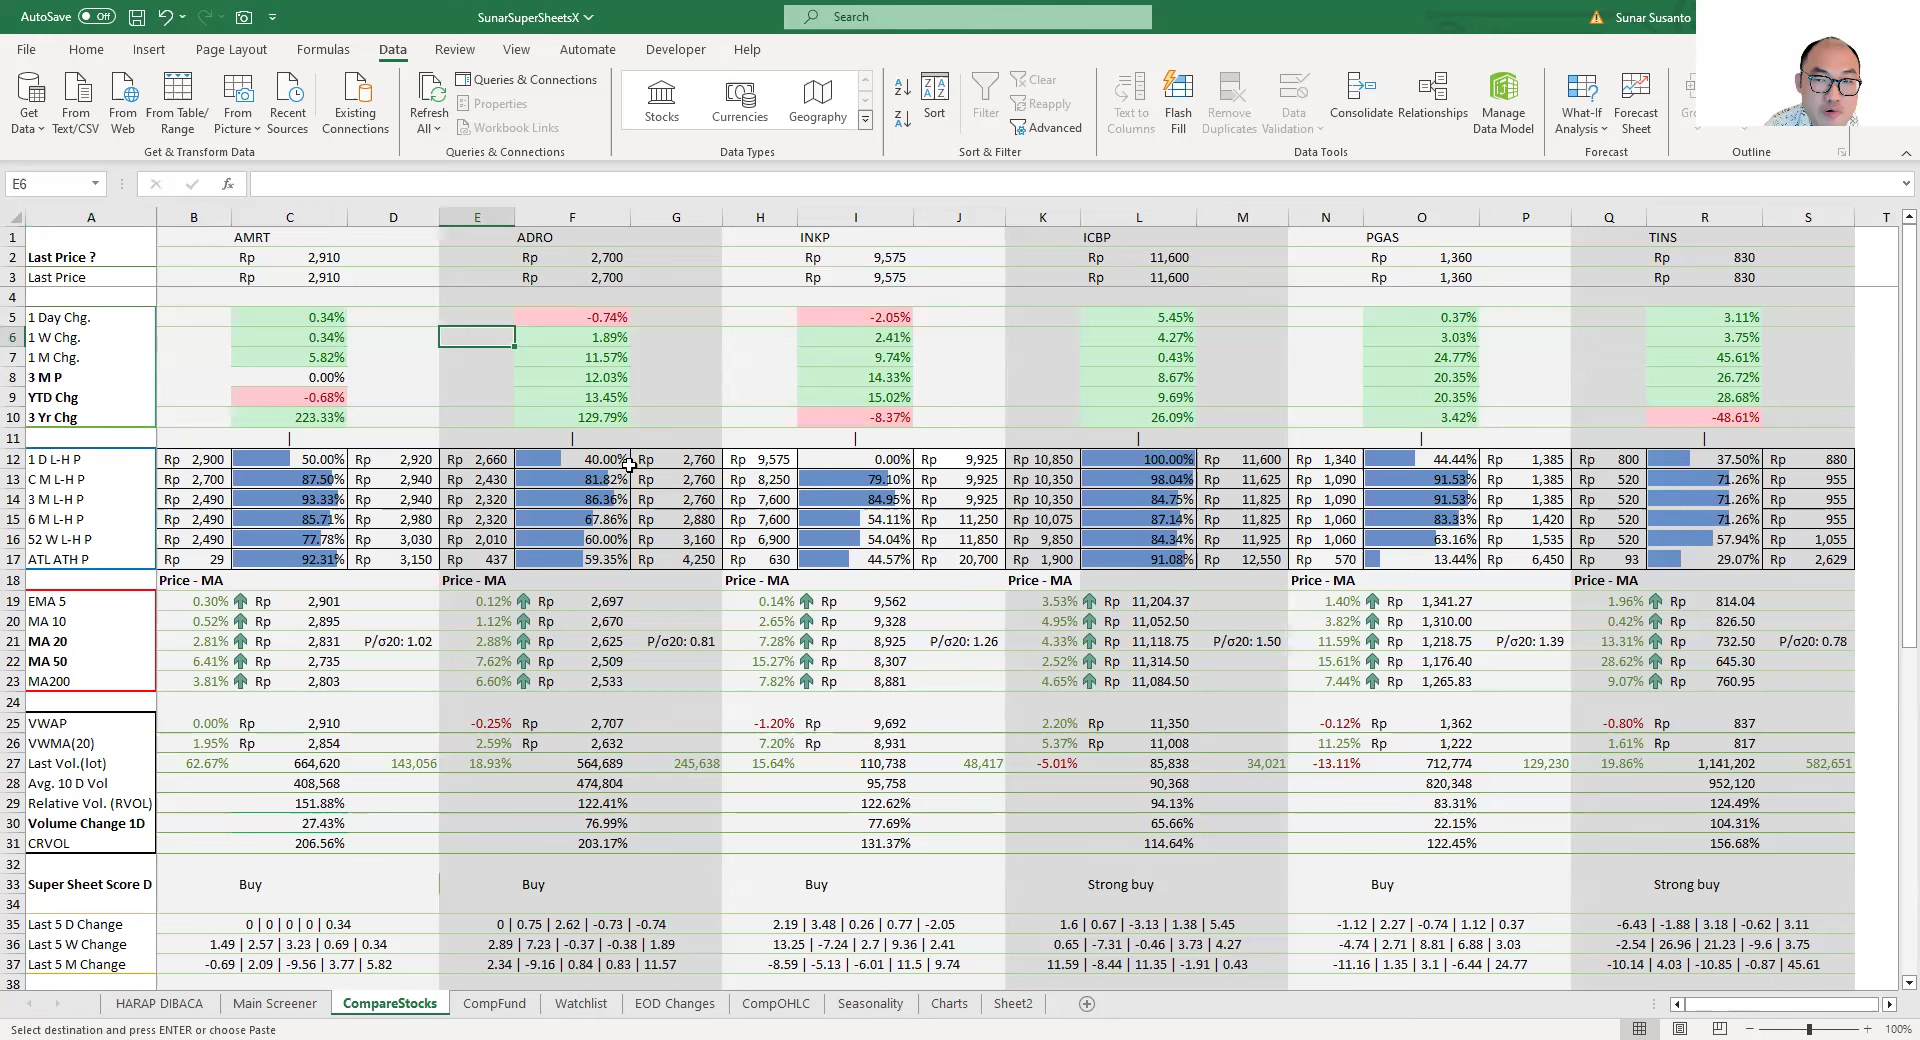 AutoSave Off SunarSuperSheetsX Search Sunar Susanto
File Home Insert Page Layout Formulas Data Review View Automate Developer Help
Get Data From Text/CSV From Web From Table/Range From Picture Recent Sources Existing Connections
Refresh All Queries & Connections Properties Workbook Links
Stocks Currencies Geography
Sort Filter Clear Reapply Advanced
Text to Columns Flash Fill Remove Duplicates Data Validation Consolidate Relationships Manage Data Model
What-If Analysis Forecast Sheet
Get & Transform Data Queries & Connections Data Types Sort & Filter Data Tools Forecast Outline
E6 fx
A B C D E F G H I J K L M N O P Q R S T
1 AMRT ADRO INKP ICBP PGAS TINS
2 Last Price ? Rp 2,910 Rp 2,700 Rp 9,575 Rp 11,600 Rp 1,360 Rp 830
3 Last Price Rp 2,910 Rp 2,700 Rp 9,575 Rp 11,600 Rp 1,360 Rp 830
4
5 1 Day Chg. 0.34% -0.74% -2.05% 5.45% 0.37% 3.11%
6 1 W Chg. 0.34% 1.89% 2.41% 4.27% 3.03% 3.75%
7 1 M Chg. 5.82% 11.57% 9.74% 0.43% 24.77% 45.61%
8 3 M P 0.00% 12.03% 14.33% 8.67% 20.35% 26.72%
9 YTD Chg -0.68% 13.45% 15.02% 9.69% 20.35% 28.68%
10 3 Yr Chg 223.33% 129.79% -8.37% 26.09% 3.42% -48.61%
11 | | | | | |
12 1 D L-H P Rp 2,900 50.00% Rp 2,920 Rp 2,660 40.00% Rp 2,760 Rp 9,575 0.00% Rp 9,925 Rp 10,850 100.00% Rp 11,600 Rp 1,340 44.44% Rp 1,385 Rp 800 37.50% Rp 880
13 C M L-H P Rp 2,700 87.50% Rp 2,940 Rp 2,430 81.82% Rp 2,760 Rp 8,250 79.10% Rp 9,925 Rp 10,350 98.04% Rp 11,625 Rp 1,090 91.53% Rp 1,385 Rp 520 71.26% Rp 955
14 3 M L-H P Rp 2,490 93.33% Rp 2,940 Rp 2,320 86.36% Rp 2,760 Rp 7,600 84.95% Rp 9,925 Rp 10,350 84.75% Rp 11,825 Rp 1,090 91.53% Rp 1,385 Rp 520 71.26% Rp 955
15 6 M L-H P Rp 2,490 85.71% Rp 2,980 Rp 2,320 67.86% Rp 2,880 Rp 7,600 54.11% Rp 11,250 Rp 10,075 87.14% Rp 11,825 Rp 1,060 83.33% Rp 1,420 Rp 520 71.26% Rp 955
16 52 W L-H P Rp 2,490 77.78% Rp 3,030 Rp 2,010 60.00% Rp 3,160 Rp 6,900 54.04% Rp 11,850 Rp 9,850 84.34% Rp 11,925 Rp 1,060 63.16% Rp 1,535 Rp 520 57.94% Rp 1,055
17 ATL ATH P Rp 29 92.31% Rp 3,150 Rp 437 59.35% Rp 4,250 Rp 630 44.57% Rp 20,700 Rp 1,900 91.08% Rp 12,550 Rp 570 13.44% Rp 6,450 Rp 93 29.07% Rp 2,629
18 Price - MA Price - MA Price - MA Price - MA Price - MA Price - MA
19 EMA 5 0.30% Rp 2,901 0.12% Rp 2,697 0.14% Rp 9,562 3.53% Rp 11,204.37 1.40% Rp 1,341.27 1.96% Rp 814.04
20 MA 10 0.52% Rp 2,895 1.12% Rp 2,670 2.65% Rp 9,328 4.95% Rp 11,052.50 3.82% Rp 1,310.00 0.42% Rp 826.50
21 MA 20 2.81% Rp 2,831 P/σ20: 1.02 2.88% Rp 2,625 P/σ20: 0.81 7.28% Rp 8,925 P/σ20: 1.26 4.33% Rp 11,118.75 P/σ20: 1.50 11.59% Rp 1,218.75 P/σ20: 1.39 13.31% Rp 732.50 P/σ20: 0.78
22 MA 50 6.41% Rp 2,735 7.62% Rp 2,509 15.27% Rp 8,307 2.52% Rp 11,314.50 15.61% Rp 1,176.40 28.62% Rp 645.30
23 MA200 3.81% Rp 2,803 6.60% Rp 2,533 7.82% Rp 8,881 4.65% Rp 11,084.50 7.44% Rp 1,265.83 9.07% Rp 760.95
24
25 VWAP 0.00% Rp 2,910 -0.25% Rp 2,707 -1.20% Rp 9,692 2.20% Rp 11,350 -0.12% Rp 1,362 -0.80% Rp 837
26 VWMA(20) 1.95% Rp 2,854 2.59% Rp 2,632 7.20% Rp 8,931 5.37% Rp 11,008 11.25% Rp 1,222 1.61% Rp 817
27 Last Vol.(lot) 62.67% 664,620 143,056 18.93% 564,689 245,638 15.64% 110,738 48,417 -5.01% 85,838 34,021 -13.11% 712,774 129,230 19.86% 1,141,202 582,651
28 Avg. 10 D Vol 408,568 474,804 95,758 90,368 820,348 952,120
29 Relative Vol. (RVOL) 151.88% 122.41% 122.62% 94.13% 83.31% 124.49%
30 Volume Change 1D 27.43% 76.99% 77.69% 65.66% 22.15% 104.31%
31 CRVOL 206.56% 203.17% 131.37% 114.64% 122.45% 156.68%
32
33 Super Sheet Score D Buy Buy Buy Strong buy Buy Strong buy
34
35 Last 5 D Change 0 | 0 | 0 | 0 | 0.34 0 | 0.75 | 2.62 | -0.73 | -0.74 2.19 | 3.48 | 0.26 | 0.77 | -2.05 1.6 | 0.67 | -3.13 | 1.38 | 5.45 -1.12 | 2.27 | -0.74 | 1.12 | 0.37 -6.43 | -1.88 | 3.18 | -0.62 | 3.11
36 Last 5 W Change 1.49 | 2.57 | 3.23 | 0.69 | 0.34 2.89 | 7.23 | -0.37 | -0.38 | 1.89 13.25 | -7.24 | 2.7 | 9.36 | 2.41 0.65 | -7.31 | -0.46 | 3.73 | 4.27 -4.74 | 2.71 | 8.81 | 6.88 | 3.03 -2.54 | 26.96 | 21.23 | -9.6 | 3.75
37 Last 5 M Change -0.69 | 2.09 | -9.56 | 3.77 | 5.82 2.34 | -9.16 | 0.84 | 0.83 | 11.57 -8.59 | -5.13 | -6.01 | 11.5 | 9.74 11.59 | -8.44 | 11.35 | -1.91 | 0.43 -11.16 | 1.35 | 3.1 | -6.44 | 24.77 -10.14 | 4.03 | -10.85 | -0.87 | 45.61
38
HARAP DIBACA Main Screener CompareStocks CompFund Watchlist EOD Changes CompOHLC Seasonality Charts Sheet2
Select destination and press ENTER or choose Paste 100%